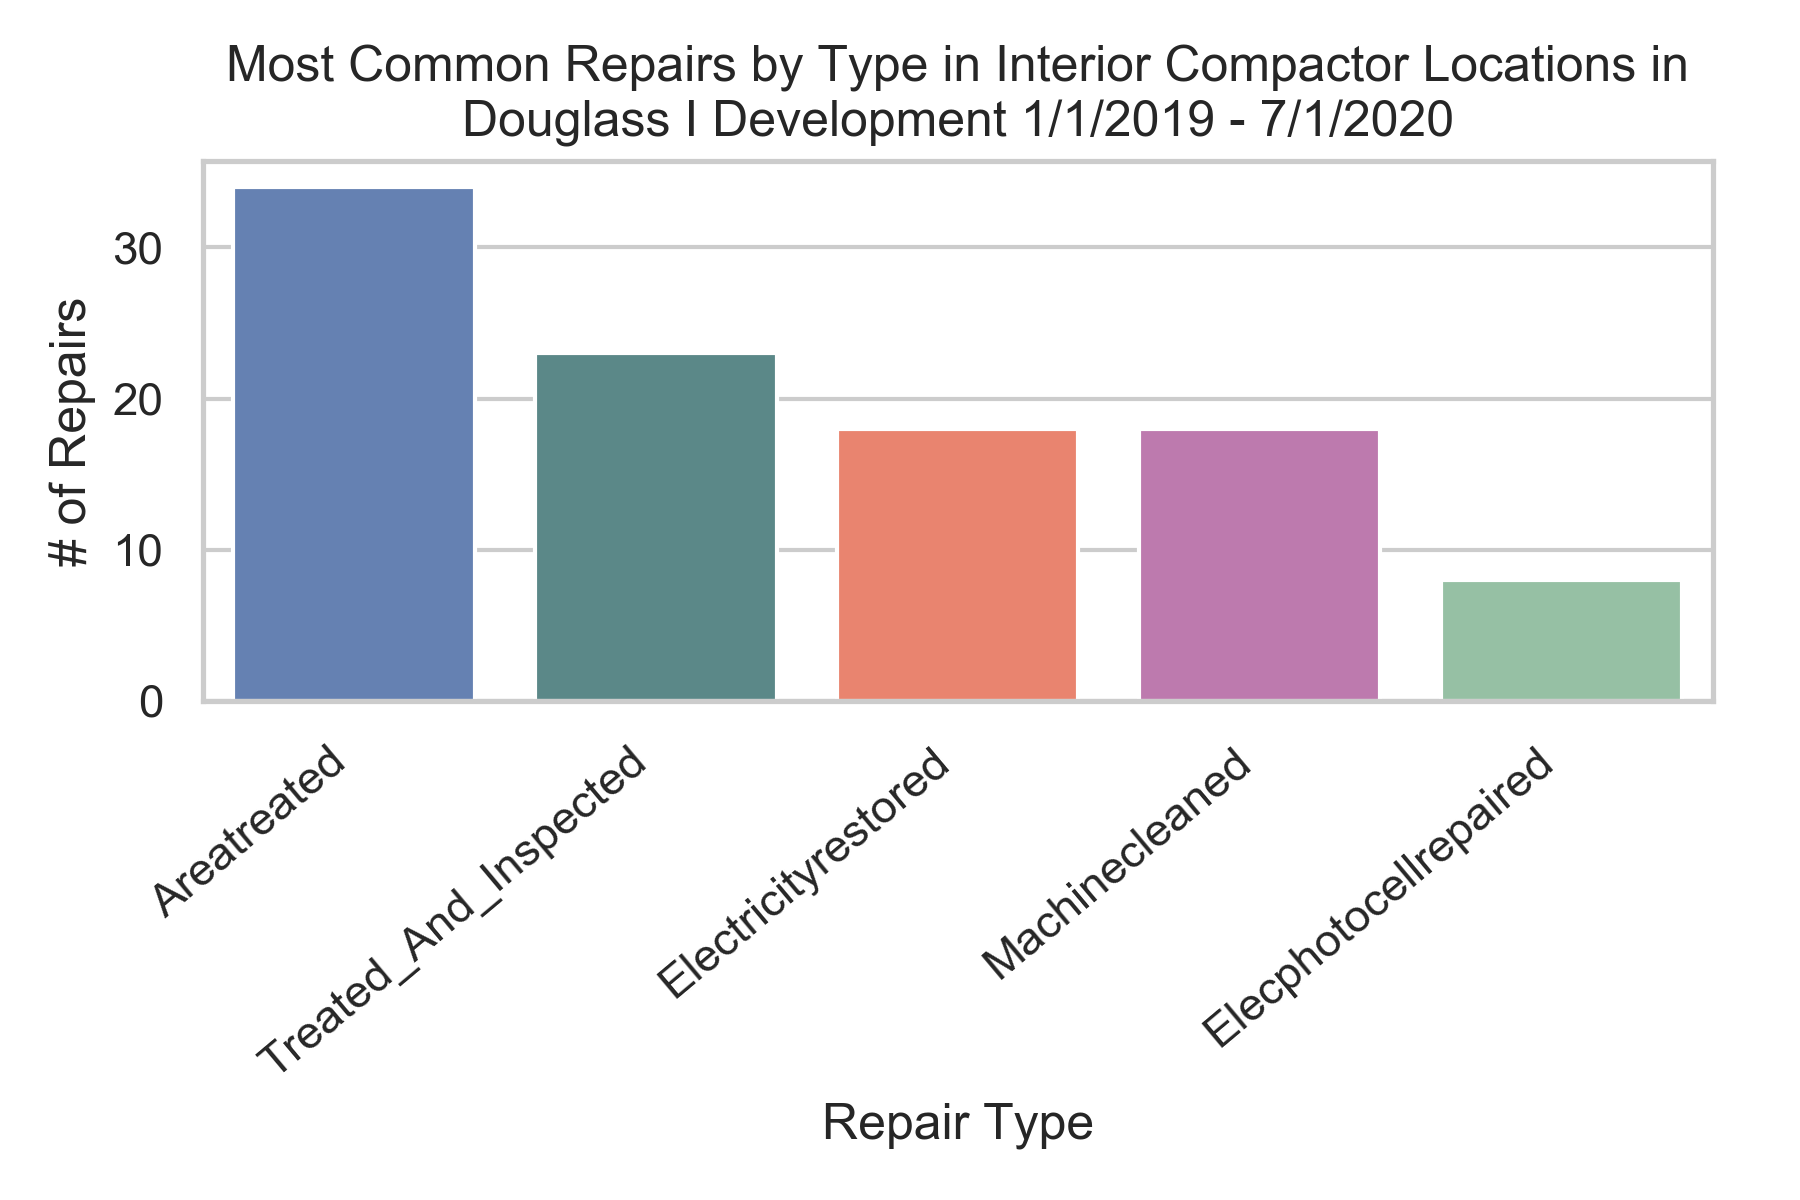 Most Common Repairs by Type in Interior Compactor Locations in
Douglass I Development 1/1/2019 - 7/1/2020
# of Repairs
30
20
10
0
Areatreated
Treated_And_Inspected
Electricityrestored
Machinecleaned
Elecphotocellrepaired
Repair Type